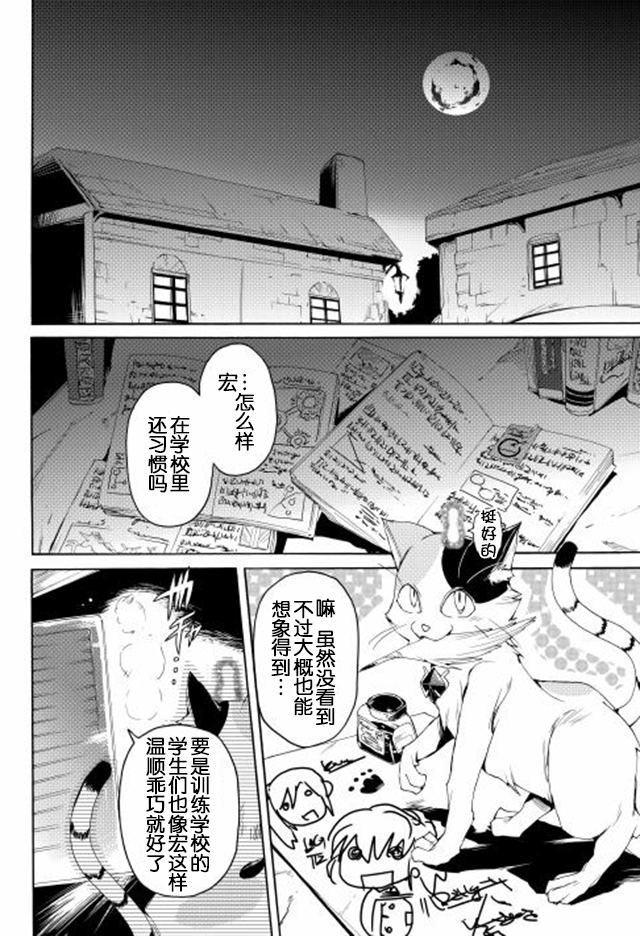 …怎么样
宏
在学校里
还习惯吗
挺好的
嘛 虽然没看到
不过大概也能
想象得到…
要是训练学校的
学生们也像宏这样
温顺乖巧就好了